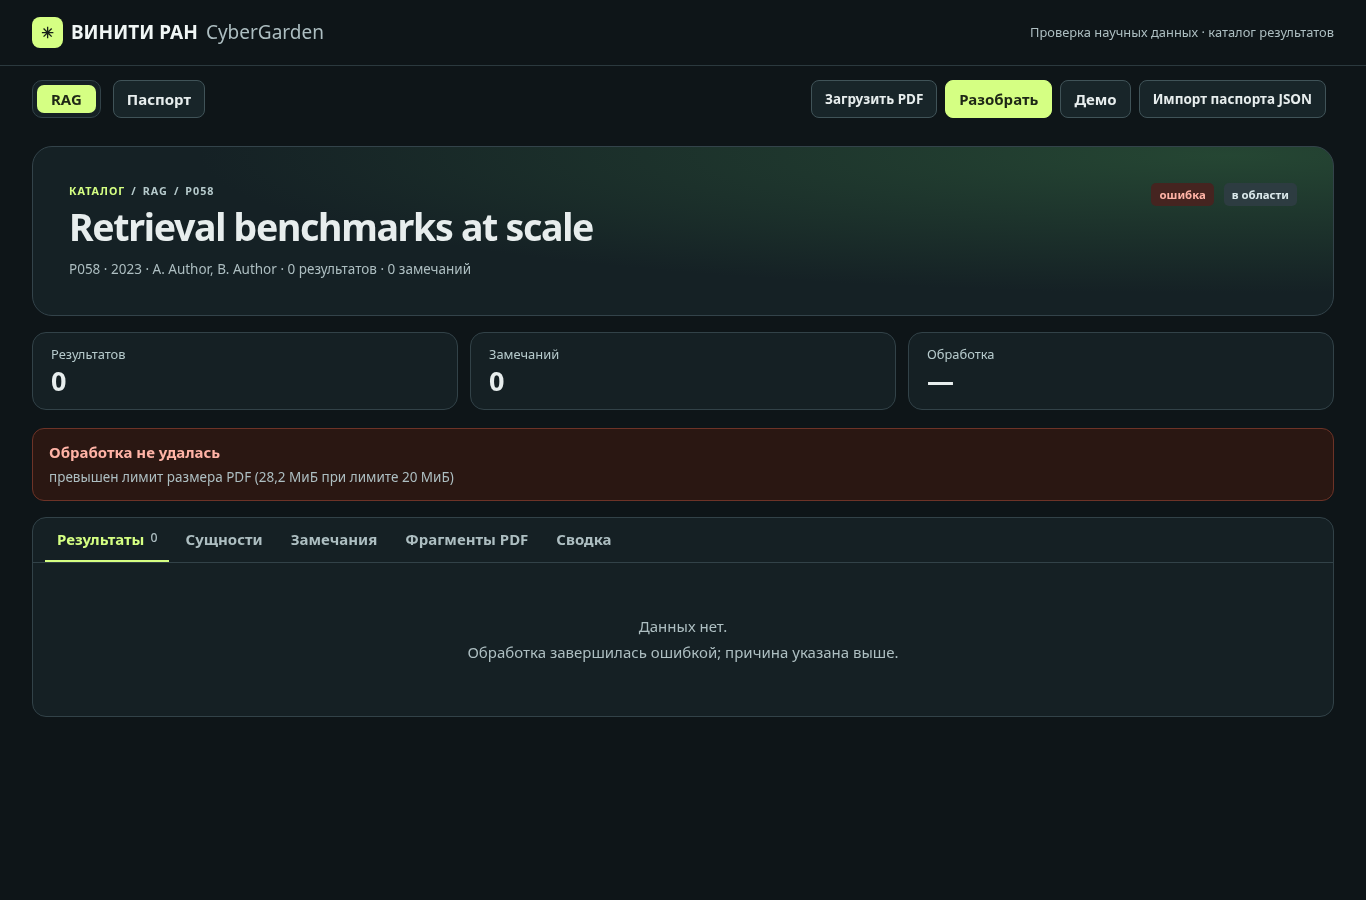 ВИНИТИ РАН CyberGarden
Проверка научных данных · каталог результатов
RAG
Паспорт
Загрузить PDF
Разобрать
Демо
Импорт паспорта JSON
КАТАЛОГ / RAG / P058
ошибка
в области
Retrieval benchmarks at scale
P058 · 2023 · A. Author, B. Author · 0 результатов · 0 замечаний
Результатов
0
Замечаний
0
Обработка
—
Обработка не удалась
превышен лимит размера PDF (28,2 МиБ при лимите 20 МиБ)
Результаты 0
Сущности
Замечания
Фрагменты PDF
Сводка
Данных нет.
Обработка завершилась ошибкой; причина указана выше.